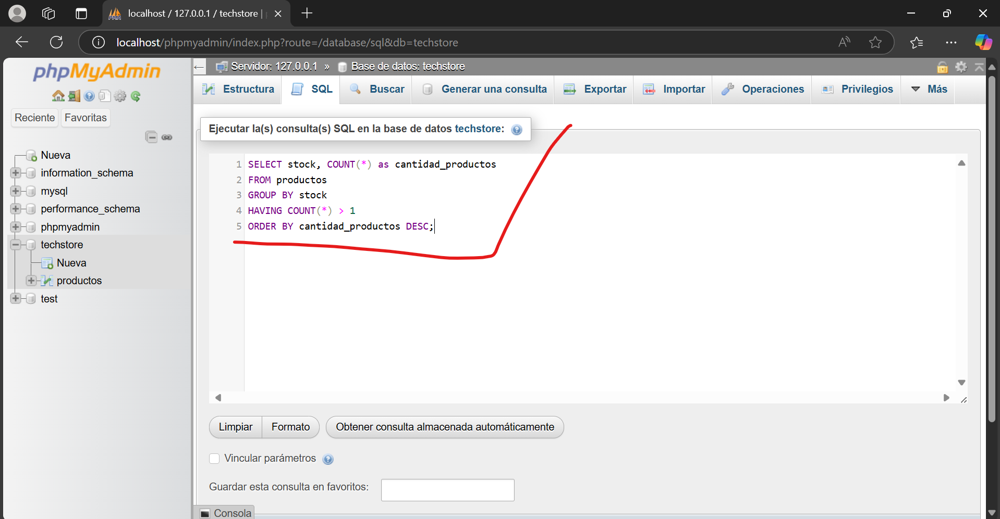 localhost / 127.0.0.1 / techstore |
localhost/phpmyadmin/index.php?route=/database/sql&db=techstore
phpMyAdmin
Reciente
Favoritas
Nueva
information_schema
mysql
performance_schema
phpmyadmin
techstore
Nueva
productos
test
Servidor: 127.0.0.1 » Base de datos: techstore
Estructura
SQL
Buscar
Generar una consulta
Exportar
Importar
Operaciones
Privilegios
Más
Ejecutar la(s) consulta(s) SQL en la base de datos techstore:
1 SELECT stock, COUNT(*) as cantidad_productos
2 FROM productos
3 GROUP BY stock
4 HAVING COUNT(*) > 1
5 ORDER BY cantidad_productos DESC;
Limpiar
Formato
Obtener consulta almacenada automáticamente
Vincular parámetros
Guardar esta consulta en favoritos:
Consola